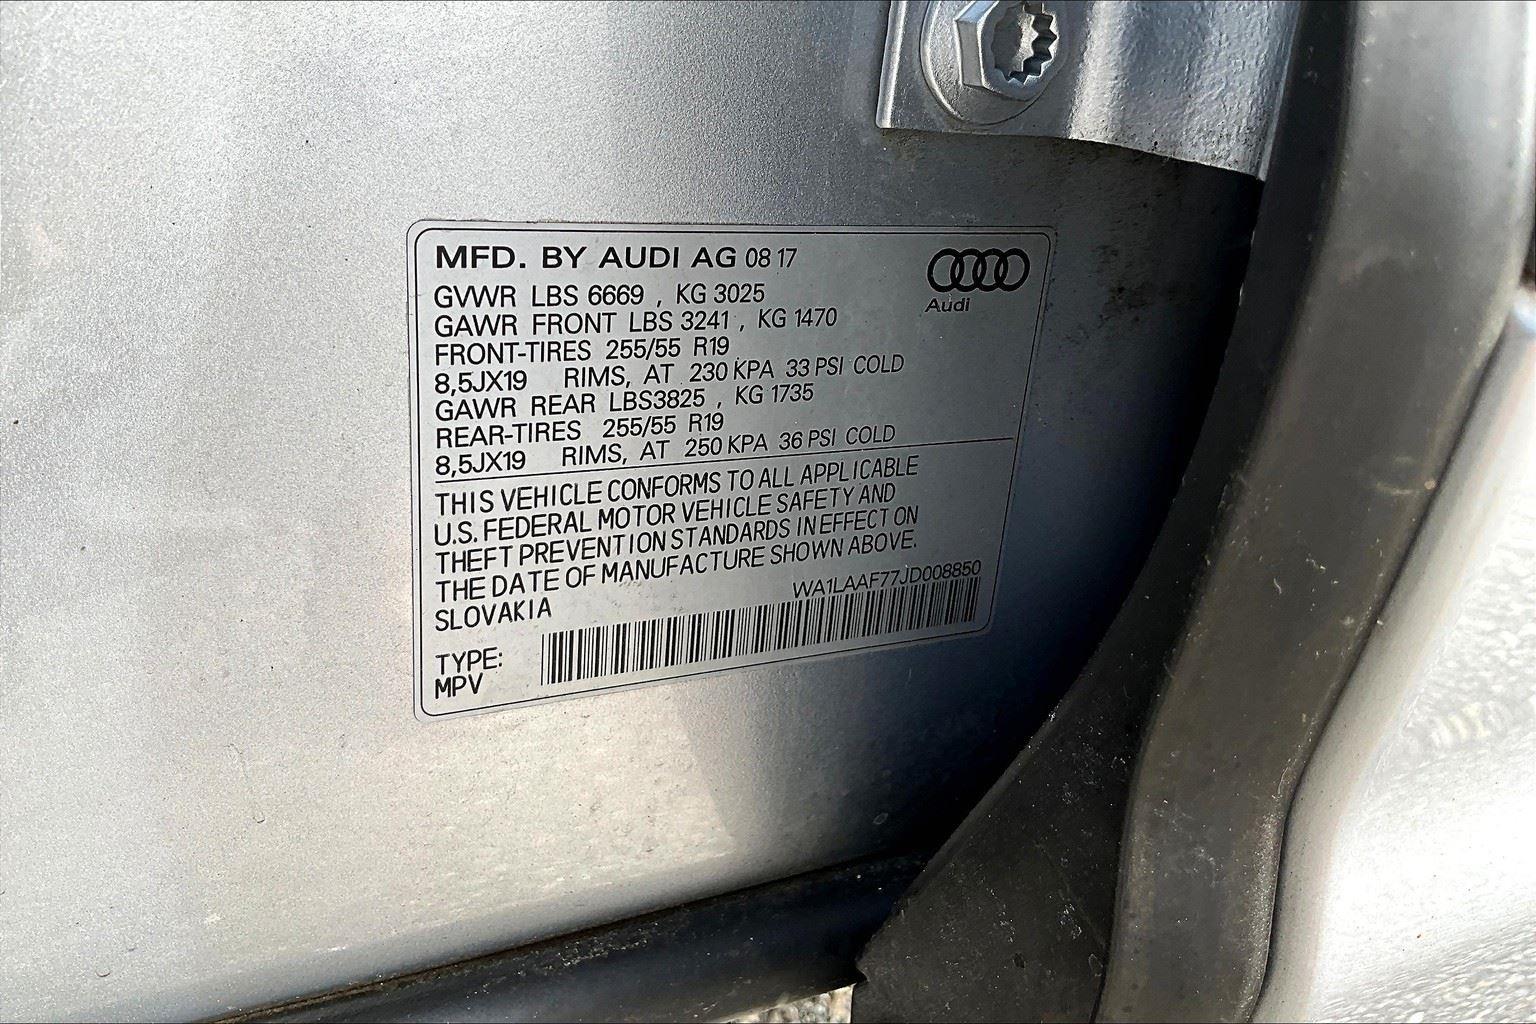 MFD. BY AUDI AG 08 17
Audi
GVWR LBS 6669 , KG 3025
GAWR FRONT LBS 3241 , KG 1470
FRONT-TIRES 255/55 R19
8,5JX19 RIMS, AT 230 KPA 33 PSI COLD
GAWR REAR LBS3825 , KG 1735
REAR-TIRES 255/55 R19
8,5JX19 RIMS, AT 250 KPA 36 PSI COLD
THIS VEHICLE CONFORMS TO ALL APPLICABLE
U.S. FEDERAL MOTOR VEHICLE SAFETY AND
THEFT PREVENTION STANDARDS IN EFFECT ON
THE DATE OF MANUFACTURE SHOWN ABOVE.
SLOVAKIA
WA1LAAF77JD008850
TYPE:
MPV